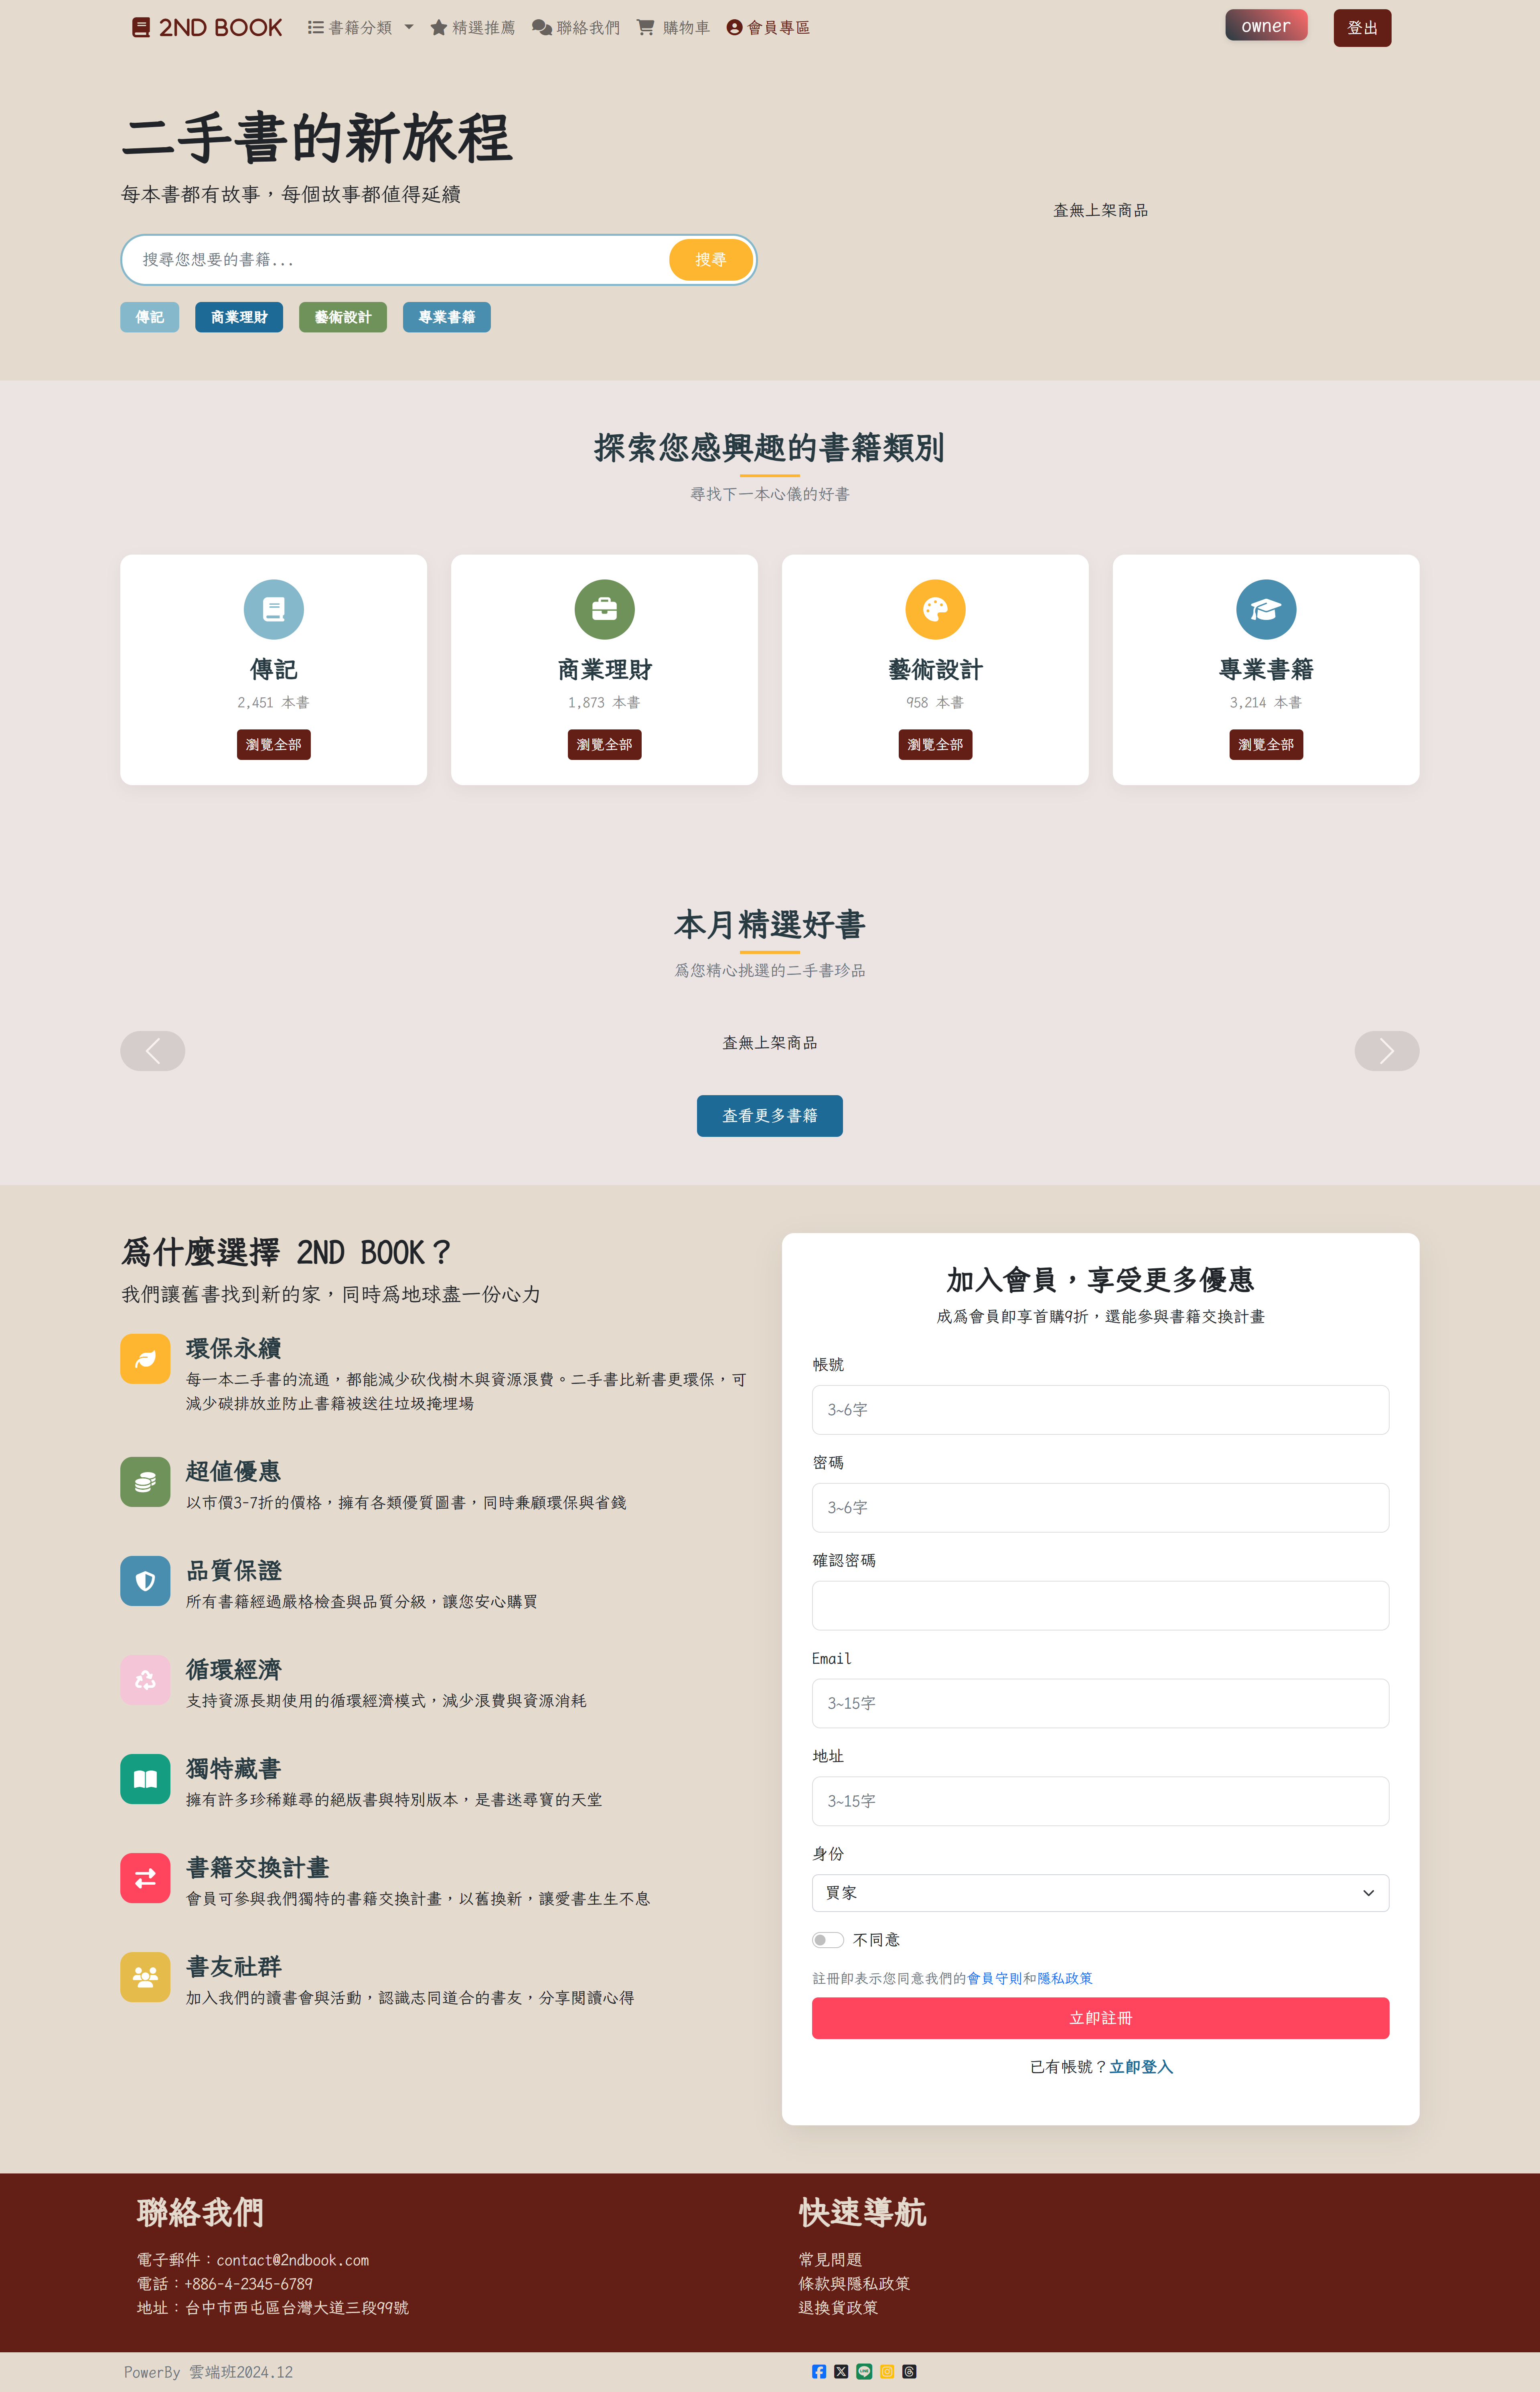 2ND BOOK
書籍分類
精選推薦
聯絡我們
購物車
會員專區
owner
登出
二手書的新旅程
每本書都有故事，每個故事都值得延續
查無上架商品
搜尋您想要的書籍...
搜尋
傳記
商業理財
藝術設計
專業書籍
探索您感興趣的書籍類別
尋找下一本心儀的好書
傳記
2,451 本書
瀏覽全部
商業理財
1,873 本書
瀏覽全部
藝術設計
958 本書
瀏覽全部
專業書籍
3,214 本書
瀏覽全部
本月精選好書
為您精心挑選的二手書珍品
查無上架商品
查看更多書籍
為什麼選擇 2ND BOOK？
我們讓舊書找到新的家，同時為地球盡一份心力
環保永續
每一本二手書的流通，都能減少砍伐樹木與資源浪費。二手書比新書更環保，可
減少碳排放並防止書籍被送往垃圾掩埋場
超值優惠
以市價3-7折的價格，擁有各類優質圖書，同時兼顧環保與省錢
品質保證
所有書籍經過嚴格檢查與品質分級，讓您安心購買
循環經濟
支持資源長期使用的循環經濟模式，減少浪費與資源消耗
獨特藏書
擁有許多珍稀難尋的絕版書與特別版本，是書迷尋寶的天堂
書籍交換計畫
會員可參與我們獨特的書籍交換計畫，以舊換新，讓愛書生生不息
書友社群
加入我們的讀書會與活動，認識志同道合的書友，分享閱讀心得
加入會員，享受更多優惠
成為會員即享首購9折，還能參與書籍交換計畫
帳號
3~6字
密碼
3~6字
確認密碼
Email
3~15字
地址
3~15字
身份
買家
不同意
註冊即表示您同意我們的會員守則和隱私政策
立即註冊
已有帳號？立即登入
聯絡我們
電子郵件：contact@2ndbook.com
電話：+886-4-2345-6789
地址：台中市西屯區台灣大道三段99號
快速導航
常見問題
條款與隱私政策
退換貨政策
PowerBy 雲端班2024.12